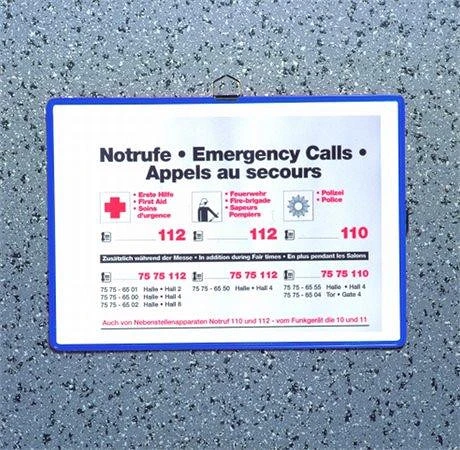 Notrufe • Emergency Calls •
Appels au secours
• Erste Hilfe
• First Aid
• Soins
d'urgence
112
• Feuerwehr
• Fire-brigade
• Sapeurs
Pompiers
112
• Polizei
• Police
110
Zusätzlich während der Messe • In addition during Fair times • En plus pendant les Salons
75 75 112
75 75 - 65 01 Halle • Hall 2
75 75 - 65 00 Halle • Hall 4
75 75 - 65 02 Halle • Hall 8
75 75 112
75 75 - 65 50 Halle • Hall 4
75 75 110
75 75 - 65 55 Halle • Hall 4
75 75 - 65 04 Tor • Gate 4
Auch von Nebenstellenapparaten Notruf 110 und 112 - vom Funkgerät die 10 und 11